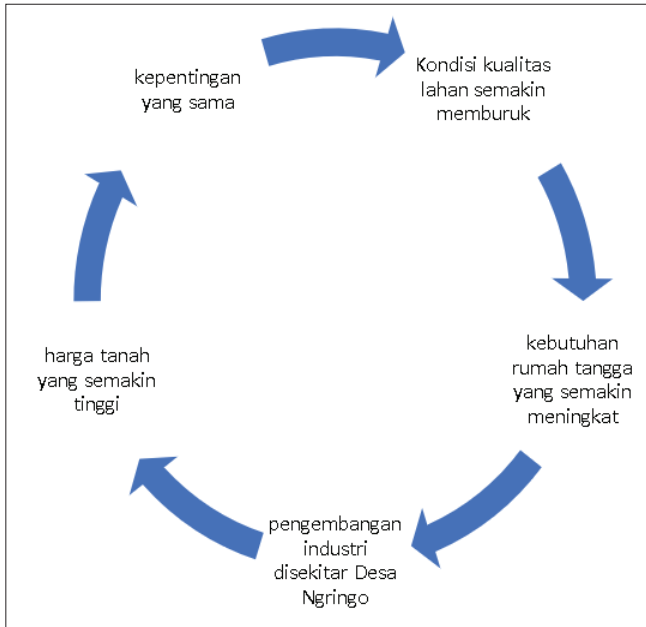 kepentingan
yang sama
Kondisi kualitas
lahan semakin
memburuk
kebutuhan
rumah tangga
yang semakin
meningkat
pengembangan
industri
disekitar Desa
Ngringo
harga tanah
yang semakin
tinggi